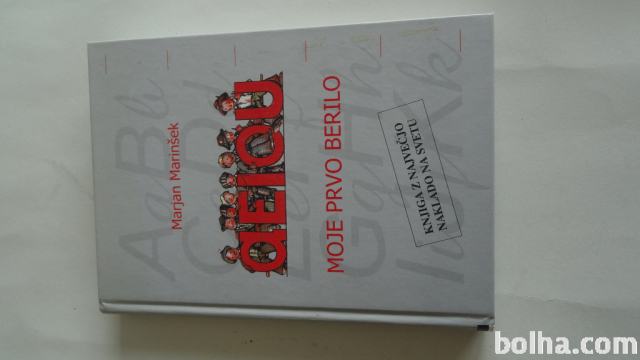 Marjan Marinšek
aeiou
MOJE PRVO BERILO
KNJIGA Z NAJVEČJO
NAKLADO NA SVETU
bolha.com